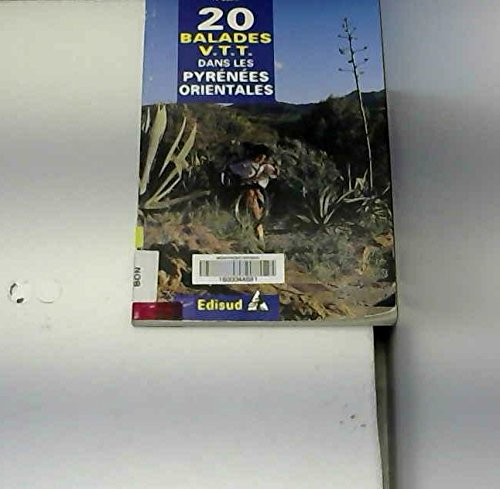 20
BALADES
V.T.T.
DANS LES
PYRÉNÉES
ORIENTALES
BON
Edisud